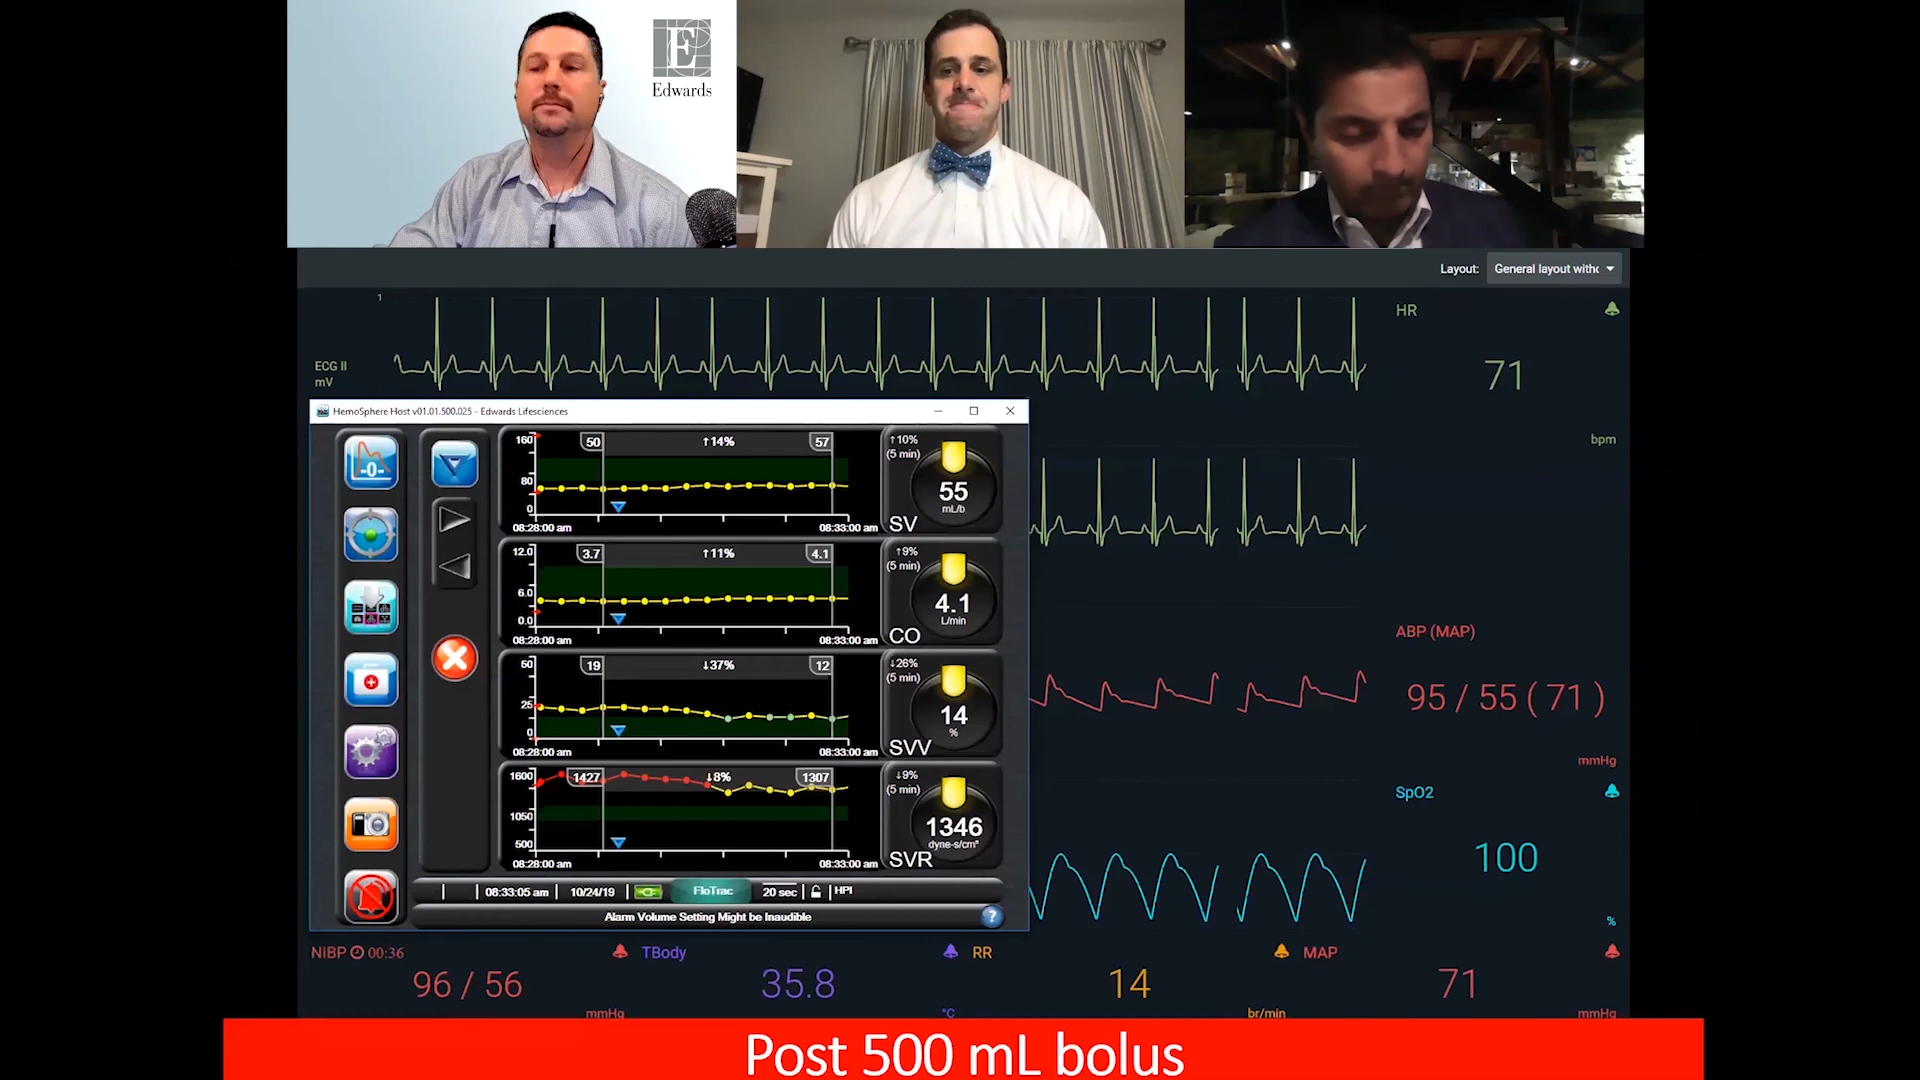 E
Edwards
Layout: General layout withc
1
ECG II
mV
HR
71
bpm
HemoSphere Host v01.01.500.025 - Edwards Lifesciences
-0-
160
80
0
50
↑14%
57
08:28:00 am
08:33:00 am
↑10%
(5 min)
55
mL/b
SV
12.0
6.0
0.0
3.7
↑11%
4.1
08:28:00 am
08:33:00 am
↑9%
(5 min)
4.1
L/min
CO
50
25
0
19
↓37%
12
08:28:00 am
08:33:00 am
↓26%
(5 min)
14
%
SVV
1600
1050
500
1427
↓8%
1307
08:28:00 am
08:33:00 am
↓9%
(5 min)
1346
dyne-s/cm⁵
SVR
08:33:05 am 10/24/19 FloTrac 20 sec HPI
Alarm Volume Setting Might be Inaudible
?
ABP (MAP)
95 / 55 ( 71 )
mmHg
SpO2
100
%
NIBP 00:36
96 / 56
mmHg
TBody
35.8
°C
RR
14
br/min
MAP
71
mmHg
Post 500 mL bolus